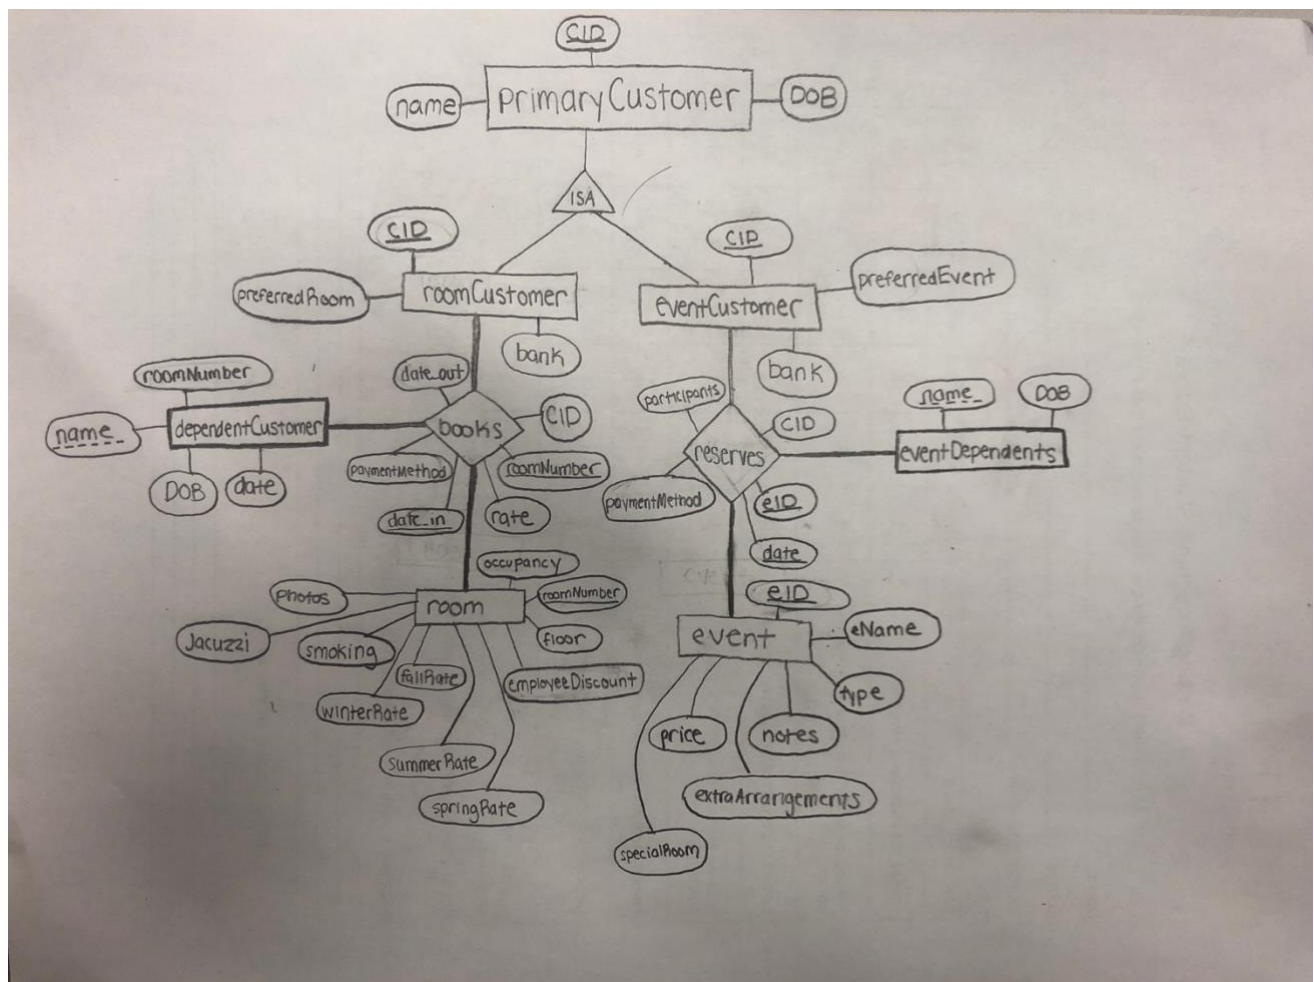 CID
name
primaryCustomer
DOB
ISA
CID
preferredRoom
roomCustomer
bank
CID
preferredEvent
eventCustomer
bank
roomNumber
name
dependentCustomer
DOB
date
date_out
books
CID
paymentMethod
roomNumber
date_in
rate
participants
CID
reserves
paymentMethod
eID
date
name
DOB
eventDependents
occupancy
photos
room
roomNumber
Jacuzzi
smoking
floor
fallRate
employeeDiscount
winterRate
summerRate
springRate
eID
event
eName
type
price
notes
extraArrangements
specialRoom